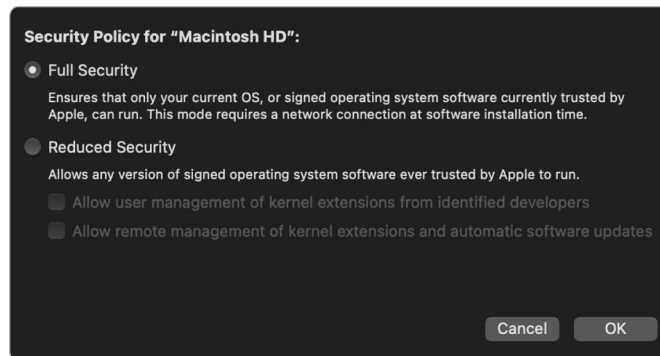 Security Policy for “Macintosh HD”:
Full Security
Ensures that only your current OS, or signed operating system software currently trusted by
Apple, can run. This mode requires a network connection at software installation time.
Reduced Security
Allows any version of signed operating system software ever trusted by Apple to run.
Allow user management of kernel extensions from identified developers
Allow remote management of kernel extensions and automatic software updates
Cancel OK